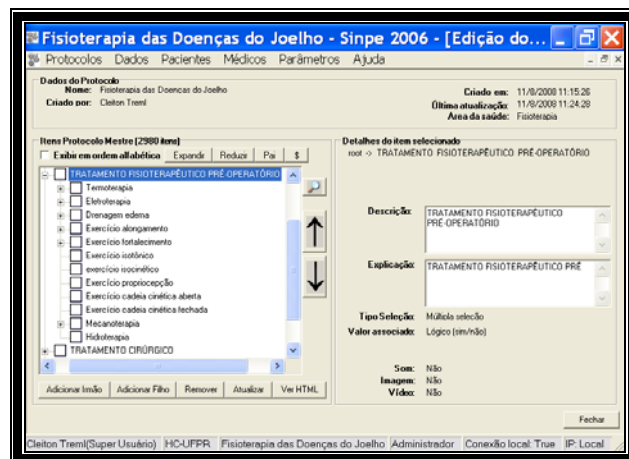 Fisioterapia das Doenças do Joelho - Sinpe 2006 - [Edição do...
Protocolos Dados Pacientes Médicos Parâmetros Ajuda
Dados do Protocolo
Nome: Fisioterapia das Doencas do Joelho
Criado por: Cleiton Treml
Criado em: 11/8/2008 11:15:26
Última atualização: 11/8/2008 11:24:28
Área da saúde: Fisioterapia
Itens Protocolo Mestre (2980 itens)
Exibir em ordem alfabética Expandir Reduzir Pai $
TRATAMENTO FISIOTERAPÊUTICO PRÉ-OPERATÓRIO
Termoterapia
Eletroterapia
Drenagem edema
Exercício alongamento
Exercício fortalecimento
Exercício isotônico
exercício isocinético
Exercício propriocepção
Exercício cadeia cinética aberta
Exercício cadeia cinética fechada
Mecanoterapia
Hidroterapia
TRATAMENTO CIRÚRGICO
Adicionar Irmão Adicionar Filho Remover Atualizar Ver HTML
Detalhes do item selecionado
root -> TRATAMENTO FISIOTERAPÊUTICO PRÉ-OPERATÓRIO
Descrição: TRATAMENTO FISIOTERAPÊUTICO
PRÉ-OPERATÓRIO
Explicação: TRATAMENTO FISIOTERAPÊUTICO PRÉ
Tipo Seleção: Múltipla selecão
Valor associado: Lógico (sim/não)
Som: Não
Imagem: Não
Vídeo: Não
Fechar
Cleiton Treml(Super Usuário) HC-UFPR Fisioterapia das Doenças do Joelho Administrador Conexão local: True IP: Local